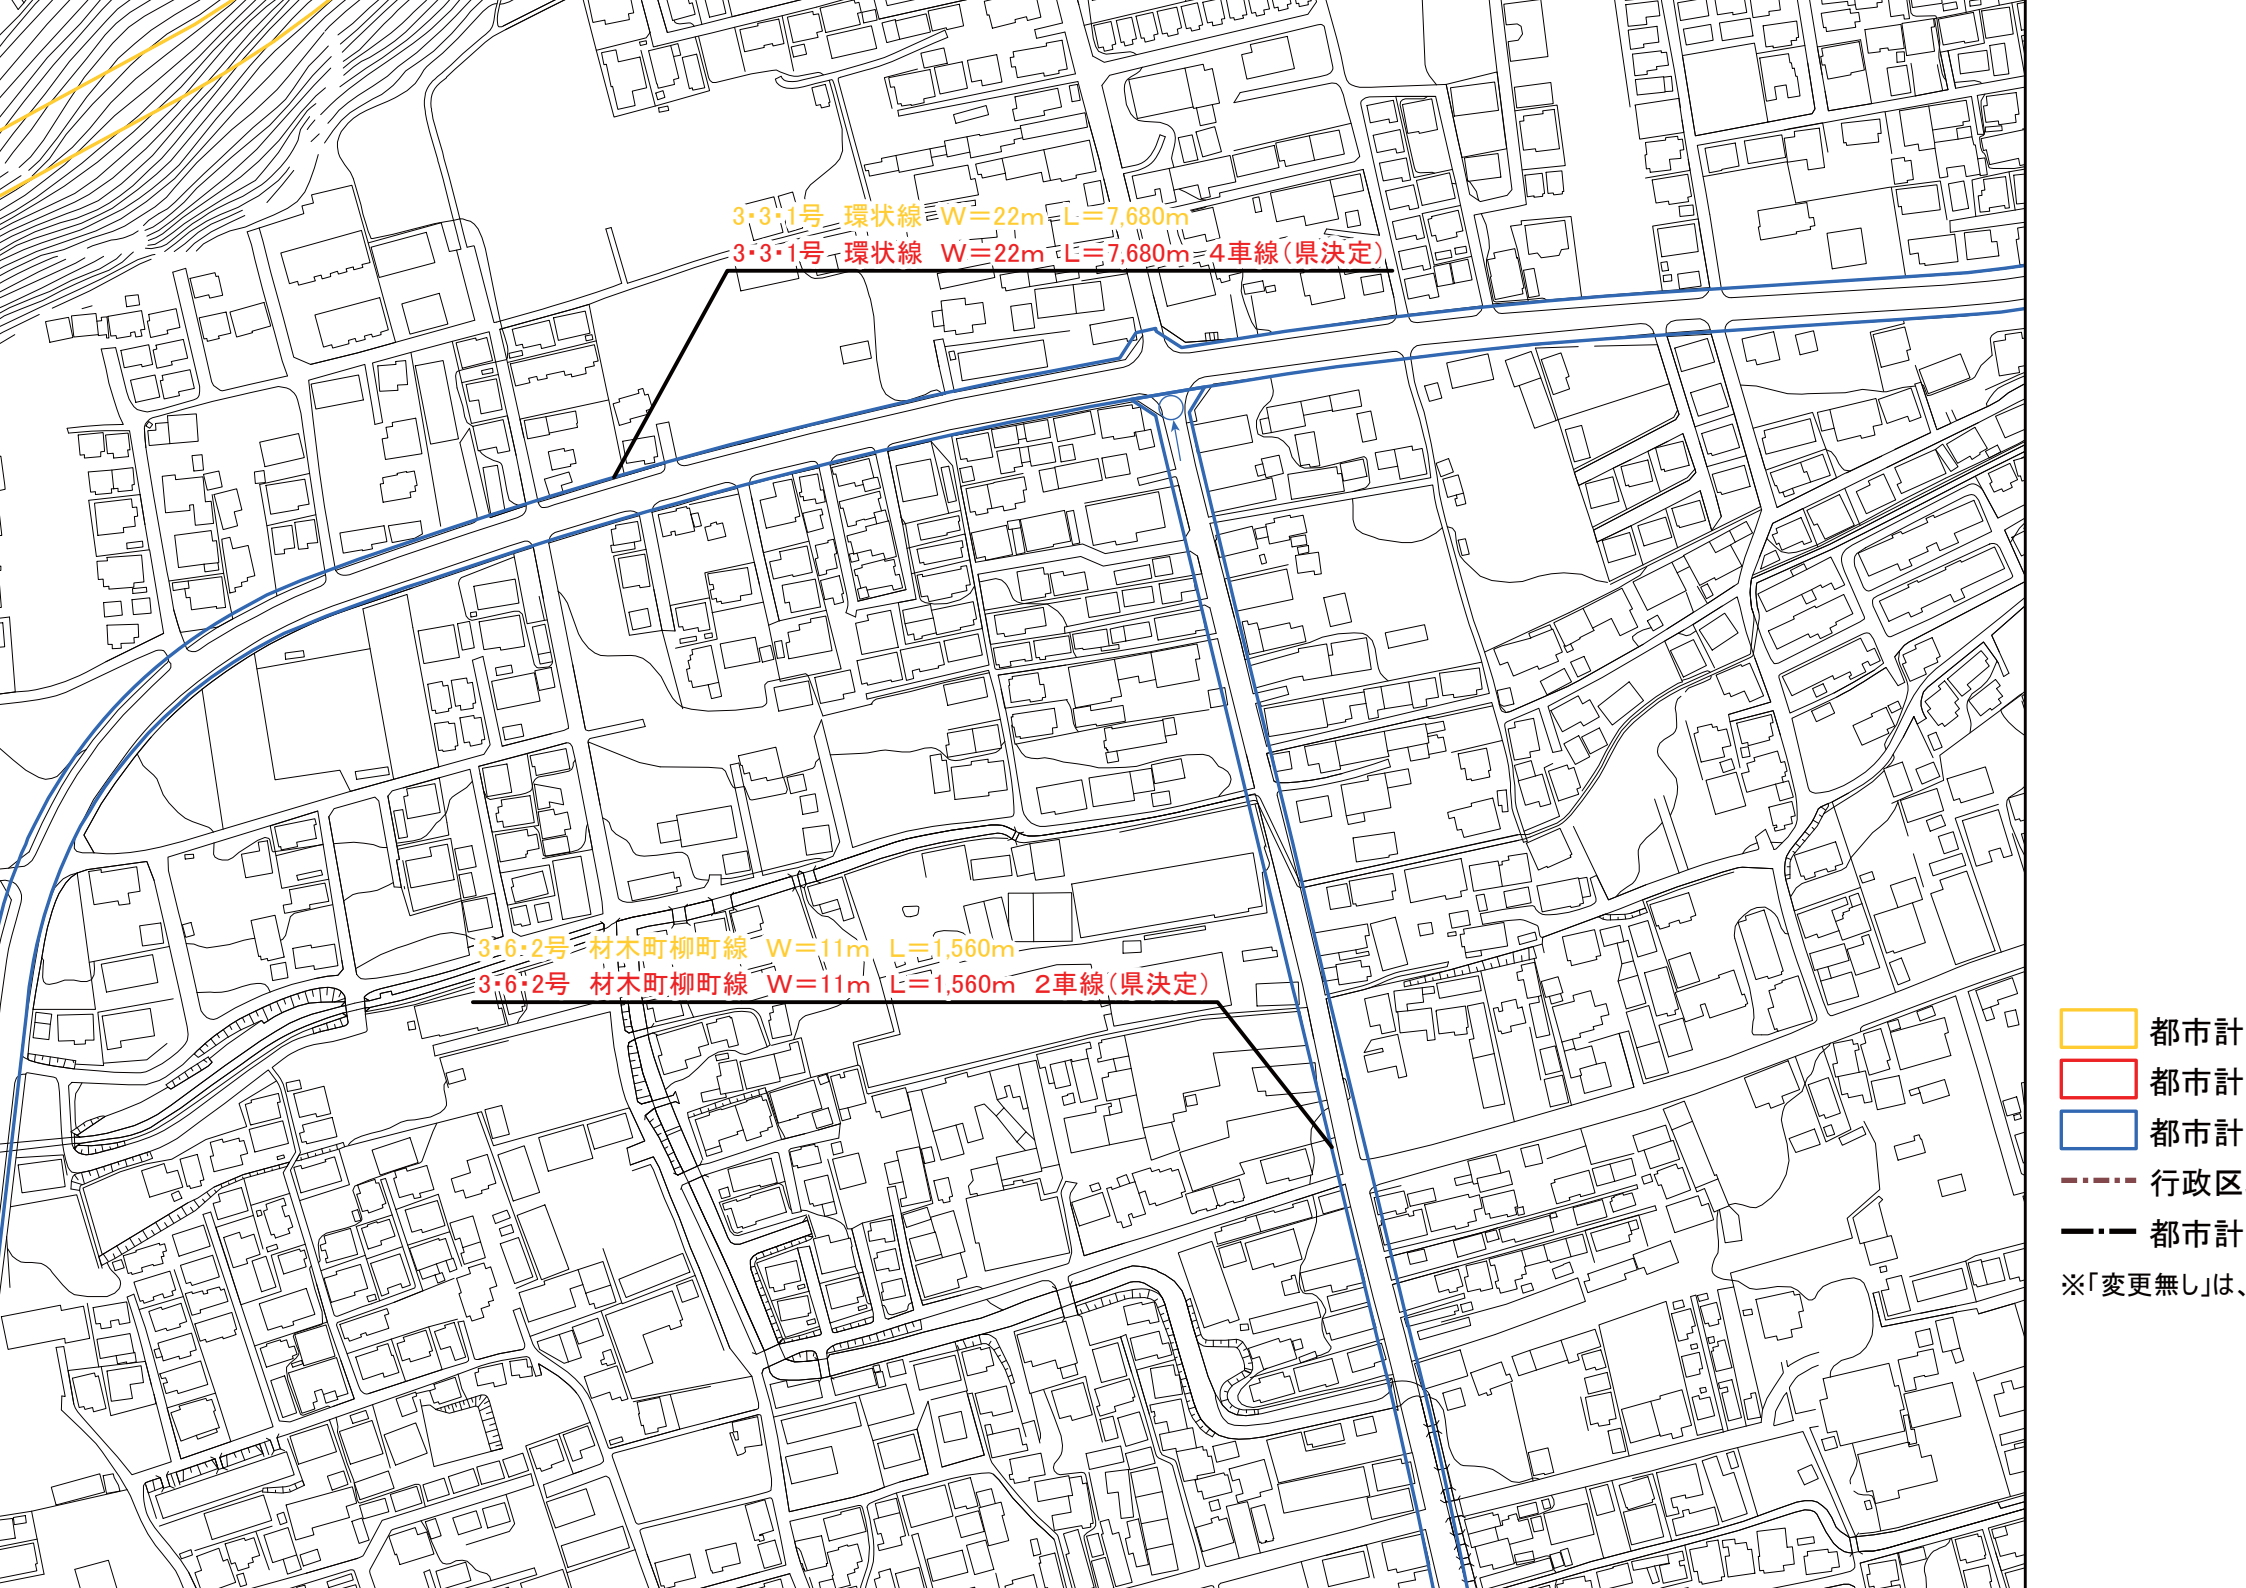 3・3・1号 環状線 W=22m L=7,680m
3・3・1号 環状線 W=22m L=7,680m 4車線(県決定)
3・6・2号 材木町柳町線 W=11m L=1,560m
3・6・2号 材木町柳町線 W=11m L=1,560m 2車線(県決定)
都市計
都市計
都市計
行政区
都市計
※「変更無し」は、